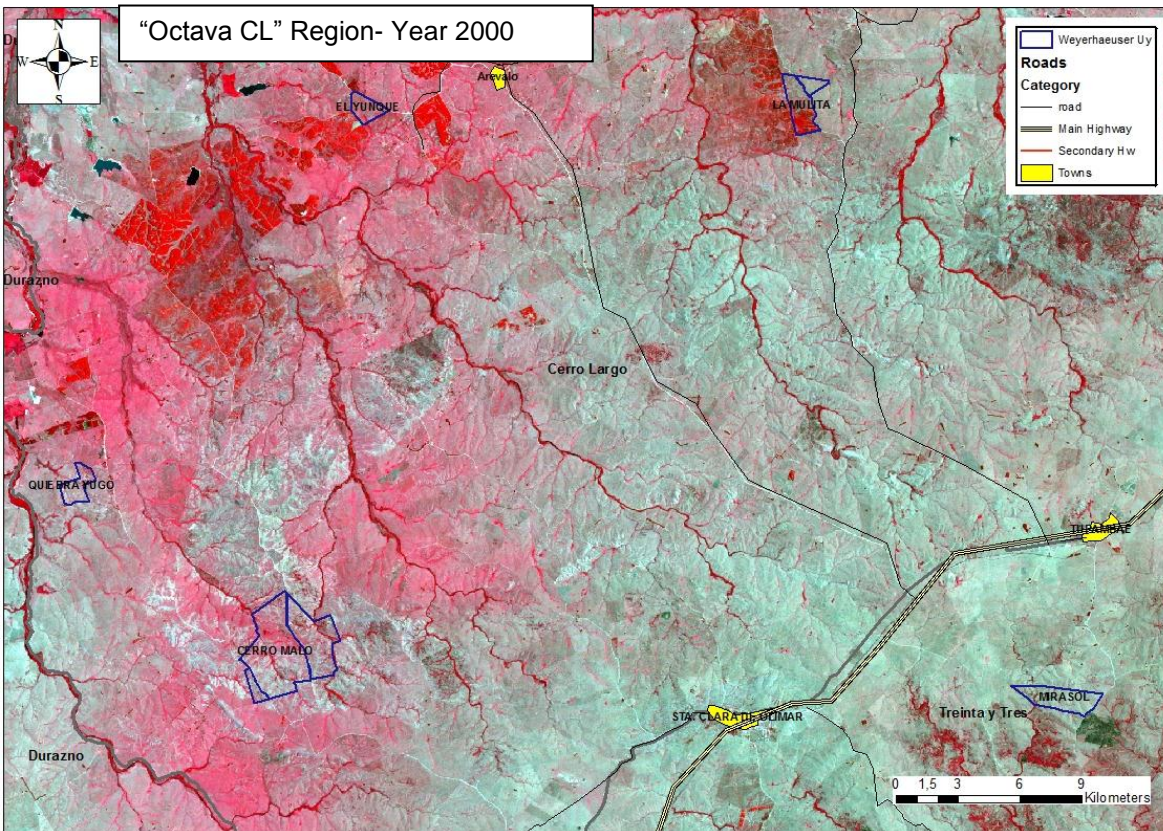 “Octava CL” Region- Year 2000
N
W
E
S
Weyerhaeuser Uy
Roads
Category
road
Main Highway
Secondary Hw
Towns
Arevalo
EL YUNQUE
LA MULITA
Durazno
Cerro Largo
QUIEBRA YUGO
TUPAMBAE
CERRO MALO
MIRASOL
STA. CLARA DE OLIMAR
Treinta y Tres
Durazno
0 1,5 3 6 9
Kilometers